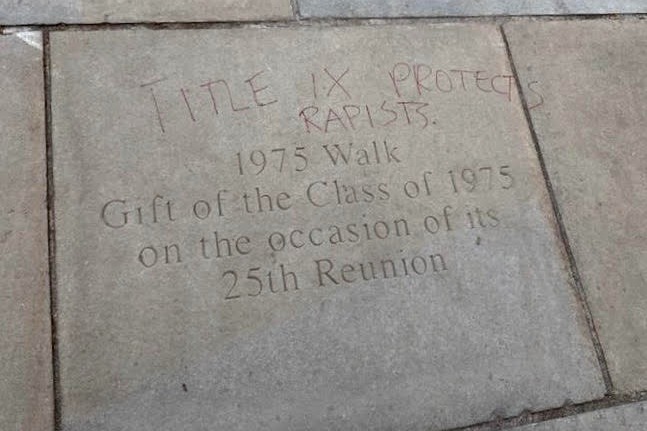 TITLE IX PROTECTS
RAPISTS.
1975 Walk
Gift of the Class of 1975
on the occasion of its
25th Reunion